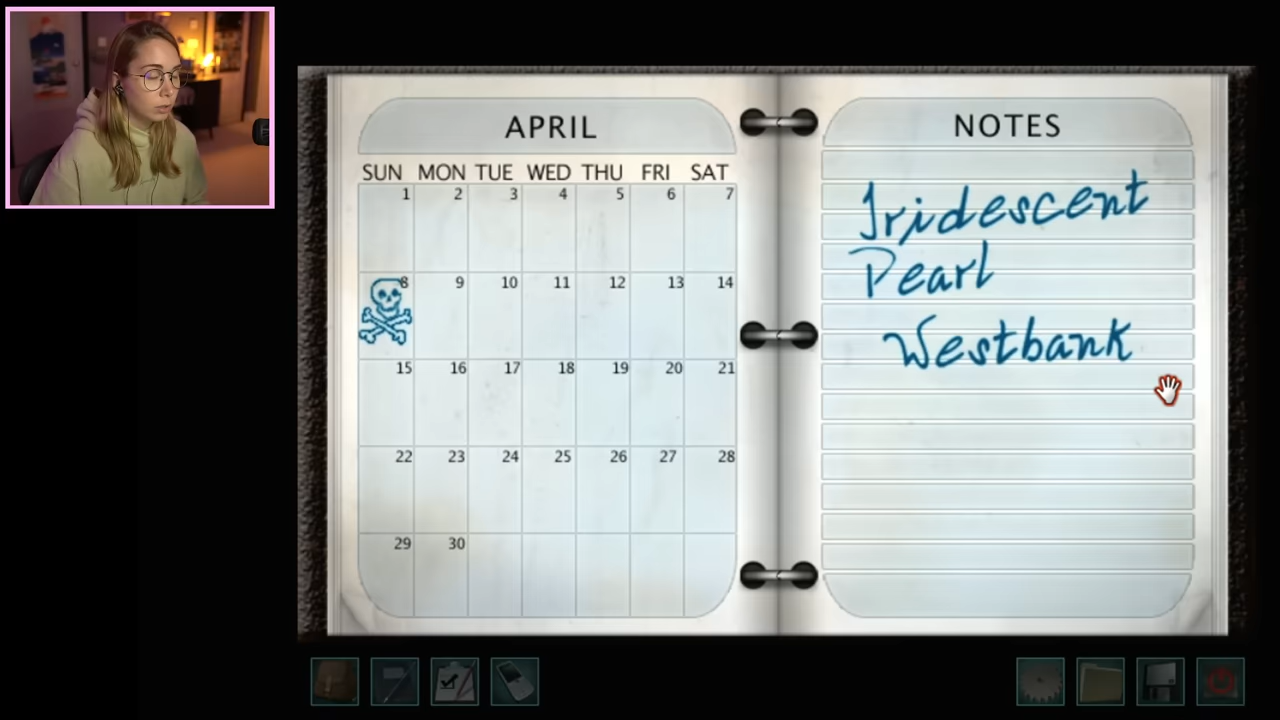 APRIL
SUN MON TUE WED THU FRI SAT
1 2 3 4 5 6 7
8 9 10 11 12 13 14
15 16 17 18 19 20 21
22 23 24 25 26 27 28
29 30
NOTES
Iridescent
Pearl
Westbank